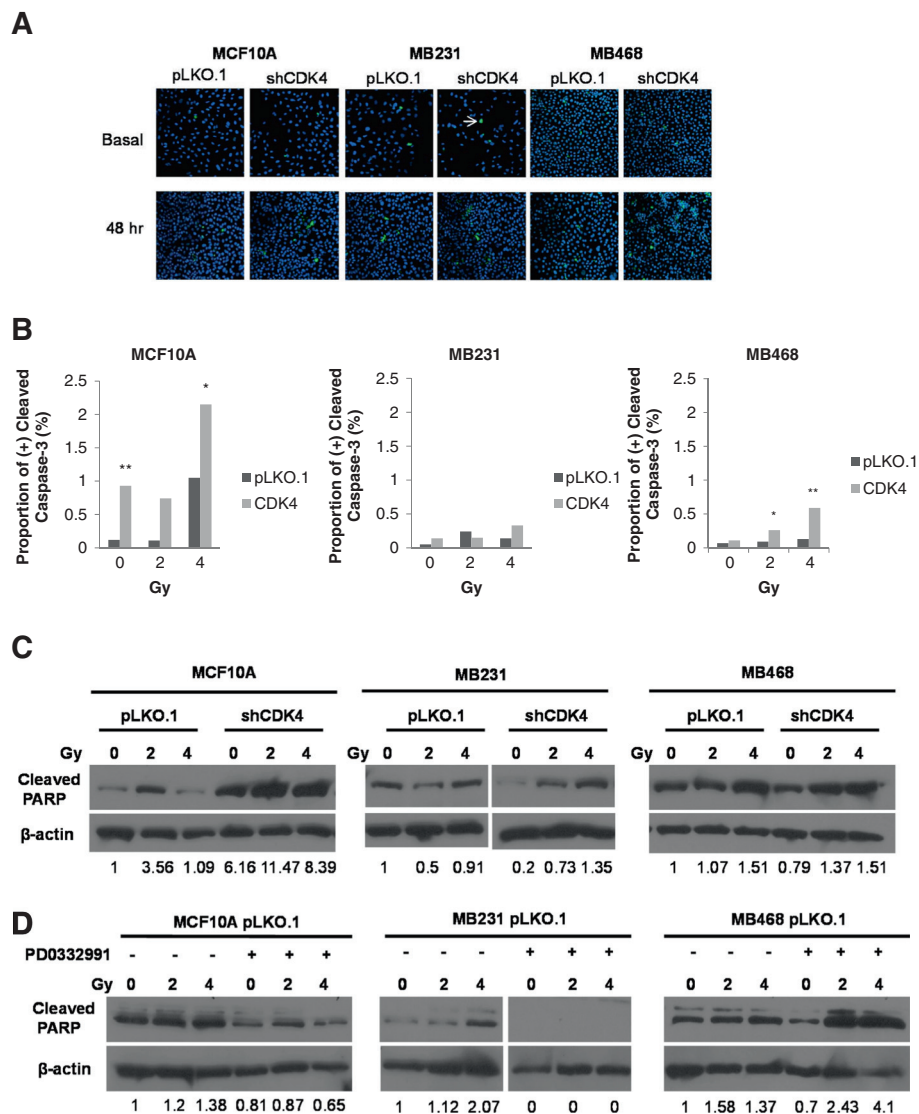 A
MCF10A MB231 MB468
pLKO.1 shCDK4 pLKO.1 shCDK4 pLKO.1 shCDK4
Basal
48 hr
B
MCF10A
Proportion of (+) Cleaved
Caspase-3 (%)
2.5
2
1.5
1
0.5
0
** *
0 2 4
Gy
pLKO.1
CDK4
MB231
Proportion of (+) Cleaved
Caspase-3 (%)
2.5
2
1.5
1
0.5
0
0 2 4
Gy
pLKO.1
CDK4
MB468
Proportion of (+) Cleaved
Caspase-3 (%)
2.5
2
1.5
1
0.5
0
* **
0 2 4
Gy
pLKO.1
CDK4
C
MCF10A MB231 MB468
pLKO.1 shCDK4 pLKO.1 shCDK4 pLKO.1 shCDK4
Gy 0 2 4 0 2 4 Gy 0 2 4 0 2 4 Gy 0 2 4 0 2 4
Cleaved
PARP
β-actin
1 3.56 1.09 6.16 11.47 8.39 1 0.5 0.91 0.2 0.73 1.35 1 1.07 1.51 0.79 1.37 1.51
D
MCF10A pLKO.1 MB231 pLKO.1 MB468 pLKO.1
PD0332991 - - - + + + - - - + + + - - - + + +
Gy 0 2 4 0 2 4 0 2 4 0 2 4 0 2 4 0 2 4
Cleaved
PARP
β-actin
1 1.2 1.38 0.81 0.87 0.65 1 1.12 2.07 0 0 0 1 1.58 1.37 0.7 2.43 4.1